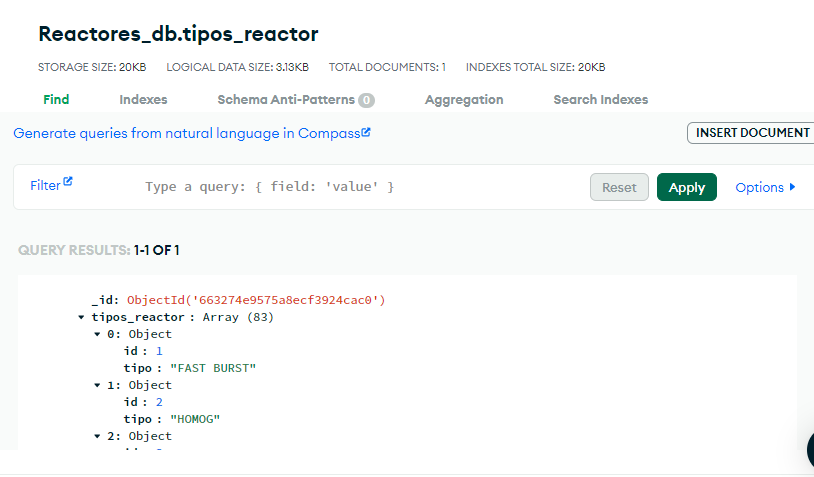 Reactores_db.tipos_reactor
STORAGE SIZE: 20KB LOGICAL DATA SIZE: 3.13KB TOTAL DOCUMENTS: 1 INDEXES TOTAL SIZE: 20KB
Find Indexes Schema Anti-Patterns 0 Aggregation Search Indexes
Generate queries from natural language in Compass
INSERT DOCUMENT
Filter Type a query: { field: 'value' } Reset Apply Options
QUERY RESULTS: 1-1 OF 1
_id: ObjectId('663274e9575a8ecf3924cac0')
tipos_reactor : Array (83)
0: Object
id : 1
tipo : "FAST BURST"
1: Object
id : 2
tipo : "HOMOG"
2: Object